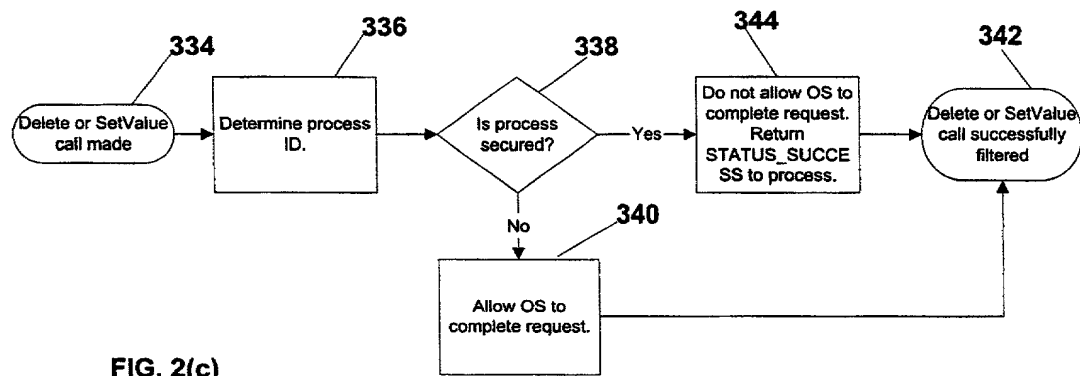 334
336
338
344
342
Delete or SetValue
call made
Determine process
ID.
Is process
secured?
Yes
Do not allow OS to
complete request.
Return
STATUS_SUCCE
SS to process.
Delete or SetValue
call successfully
filtered
No
340
Allow OS to
complete request.
FIG. 2(c)